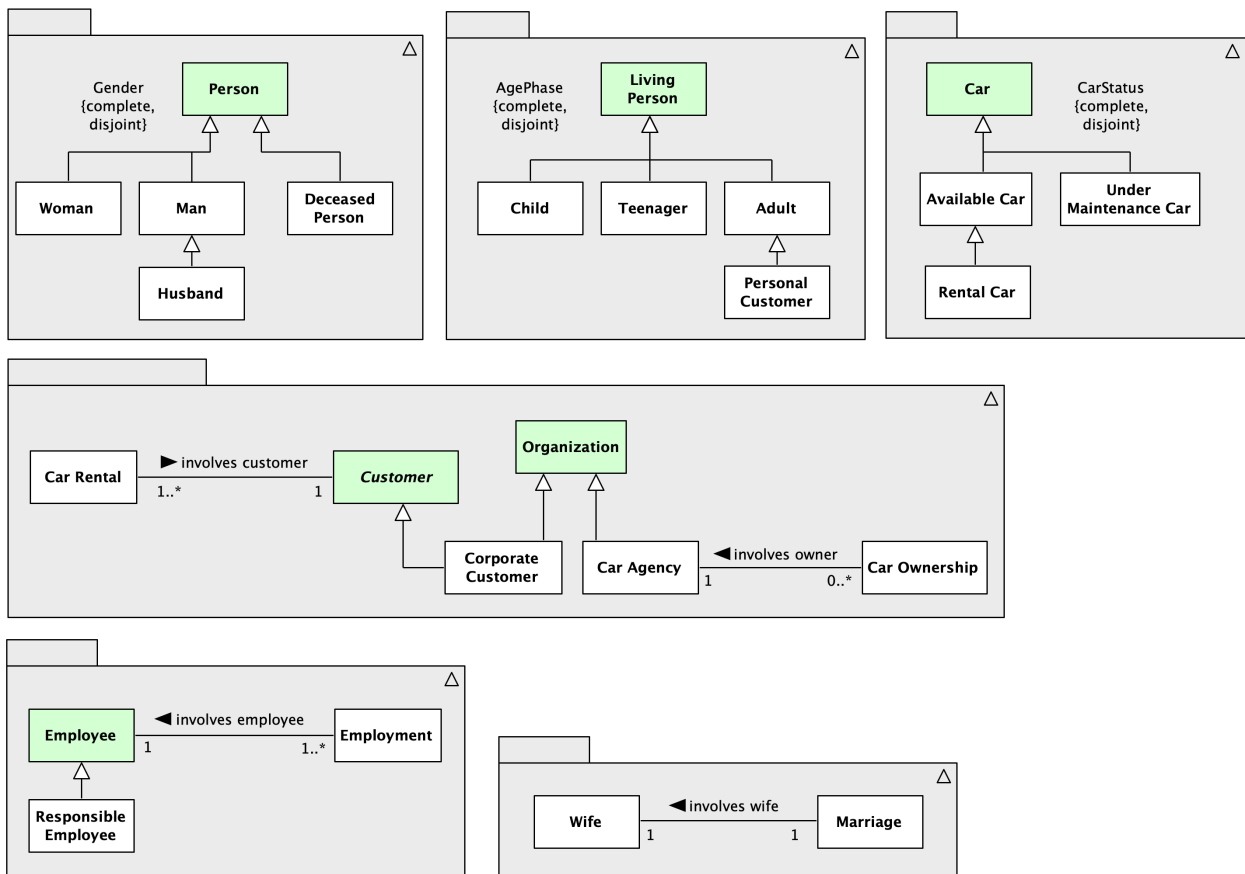 Gender
{complete,
disjoint}
Person
Woman
Man
Deceased
Person
Husband
AgePhase
{complete,
disjoint}
Living
Person
Child
Teenager
Adult
Personal
Customer
Car
CarStatus
{complete,
disjoint}
Available Car
Under
Maintenance Car
Rental Car
Car Rental
involves customer
1..*
1
Customer
Organization
Corporate
Customer
Car Agency
involves owner
1
0..*
Car Ownership
Employee
involves employee
1
1..*
Employment
Responsible
Employee
Wife
involves wife
1
1
Marriage